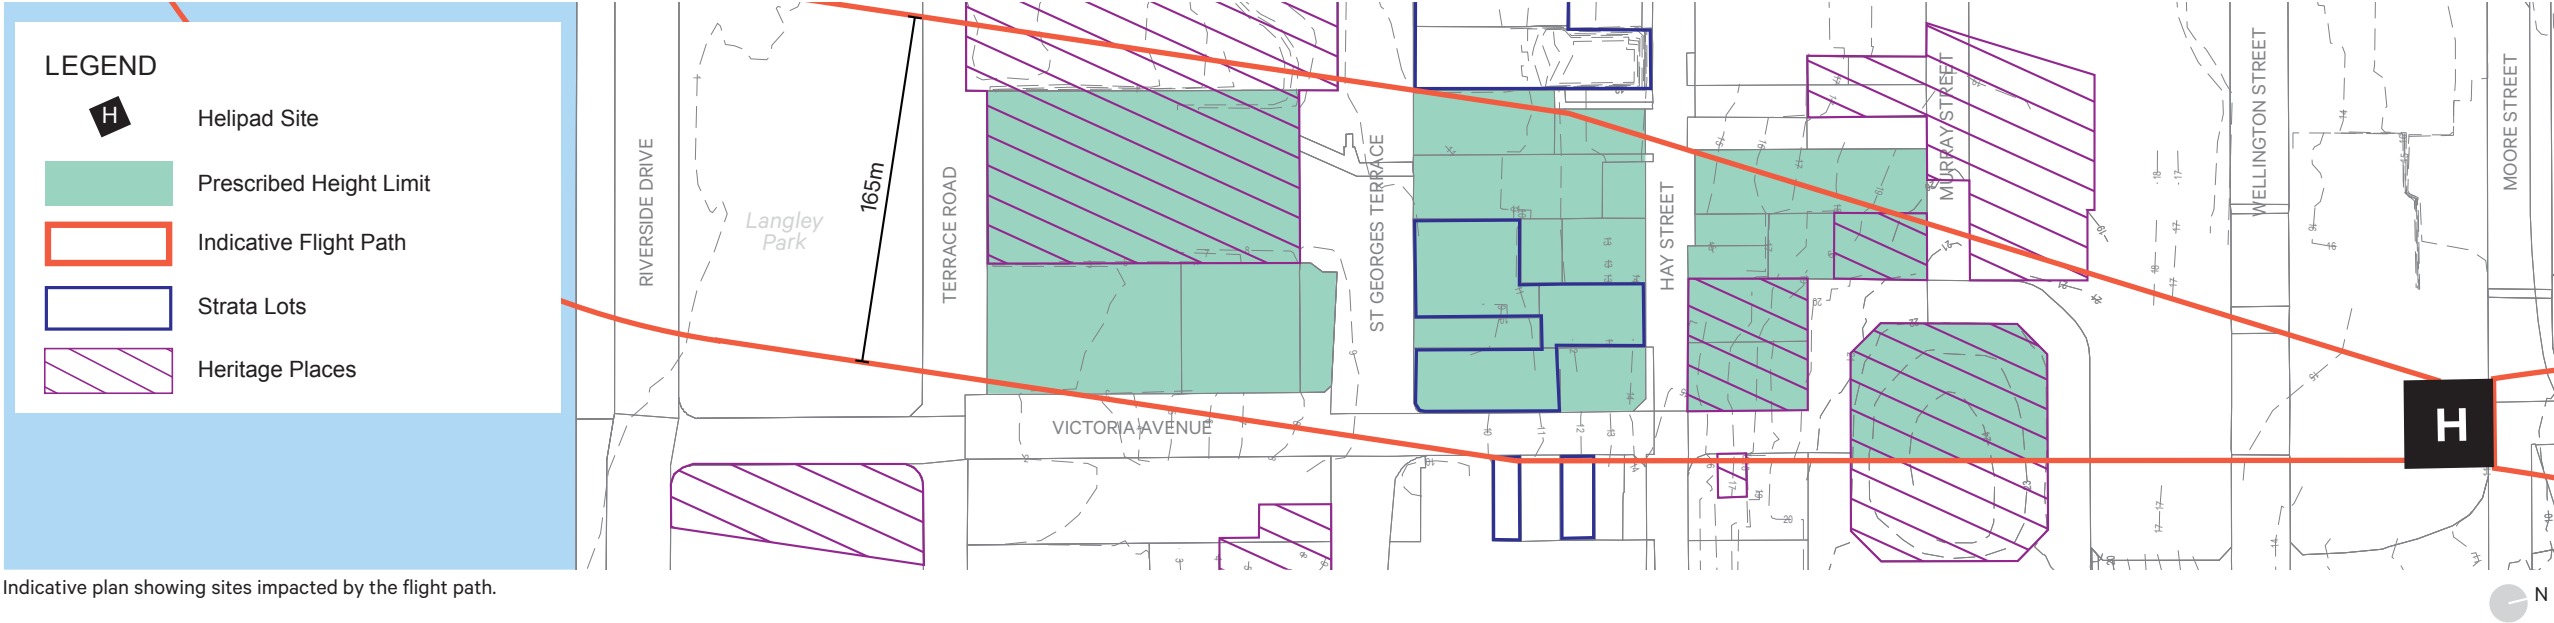 LEGEND
H
Helipad Site
Prescribed Height Limit
Indicative Flight Path
Strata Lots
Heritage Places
RIVERSIDE DRIVE
Langley
Park
165m
TERRACE ROAD
VICTORIA AVENUE
ST GEORGES TERRACE
HAY STREET
MURRAY STREET
WELLINGTON STREET
MOORE STREET
H
Indicative plan showing sites impacted by the flight path.
N